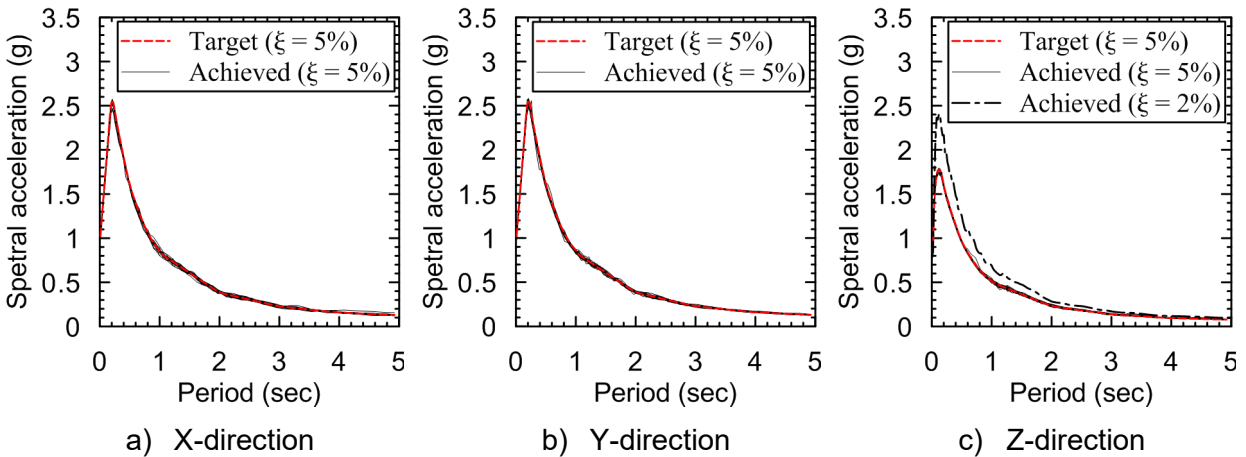 3.5
3
2.5
2
1.5
1
0.5
0
Spetral acceleration (g)
Target (ξ = 5%)
Achieved (ξ = 5%)
0 1 2 3 4 5
Period (sec)
a) X-direction
3.5
3
2.5
2
1.5
1
0.5
0
Spetral acceleration (g)
Target (ξ = 5%)
Achieved (ξ = 5%)
0 1 2 3 4 5
Period (sec)
b) Y-direction
3.5
3
2.5
2
1.5
1
0.5
0
Spetral acceleration (g)
Target (ξ = 5%)
Achieved (ξ = 5%)
Achieved (ξ = 2%)
0 1 2 3 4 5
Period (sec)
c) Z-direction